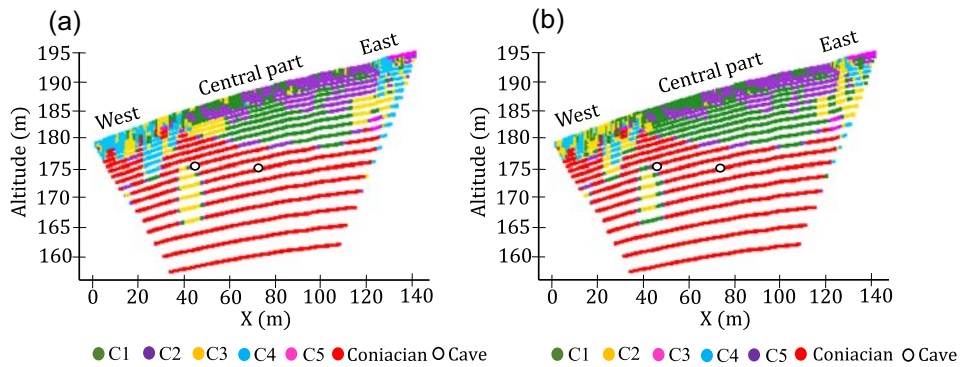 (a)
195
190
185
180
175
170
165
160
Altitude (m)
West
Central part
East
0 20 40 60 80 100 120 140
X (m)
C1 C2 C3 C4 C5 Coniacian Cave
(b)
195
190
185
180
175
170
165
160
Altitude (m)
West
Central part
East
0 20 40 60 80 100 120 140
X (m)
C1 C2 C3 C4 C5 Coniacian Cave